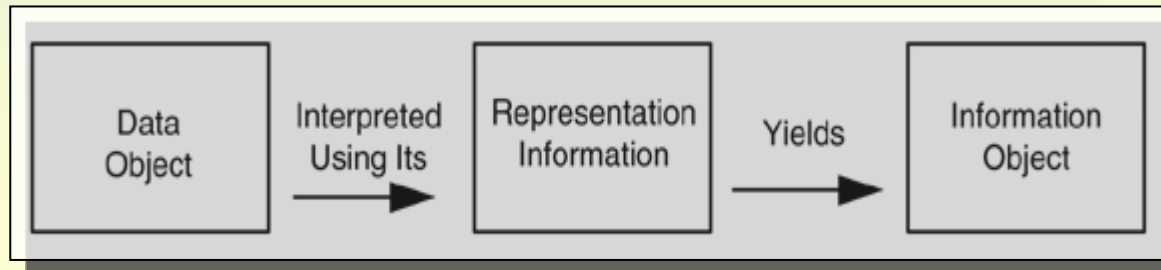 Data
Object
Interpreted
Using Its
Representation
Information
Yields
Information
Object